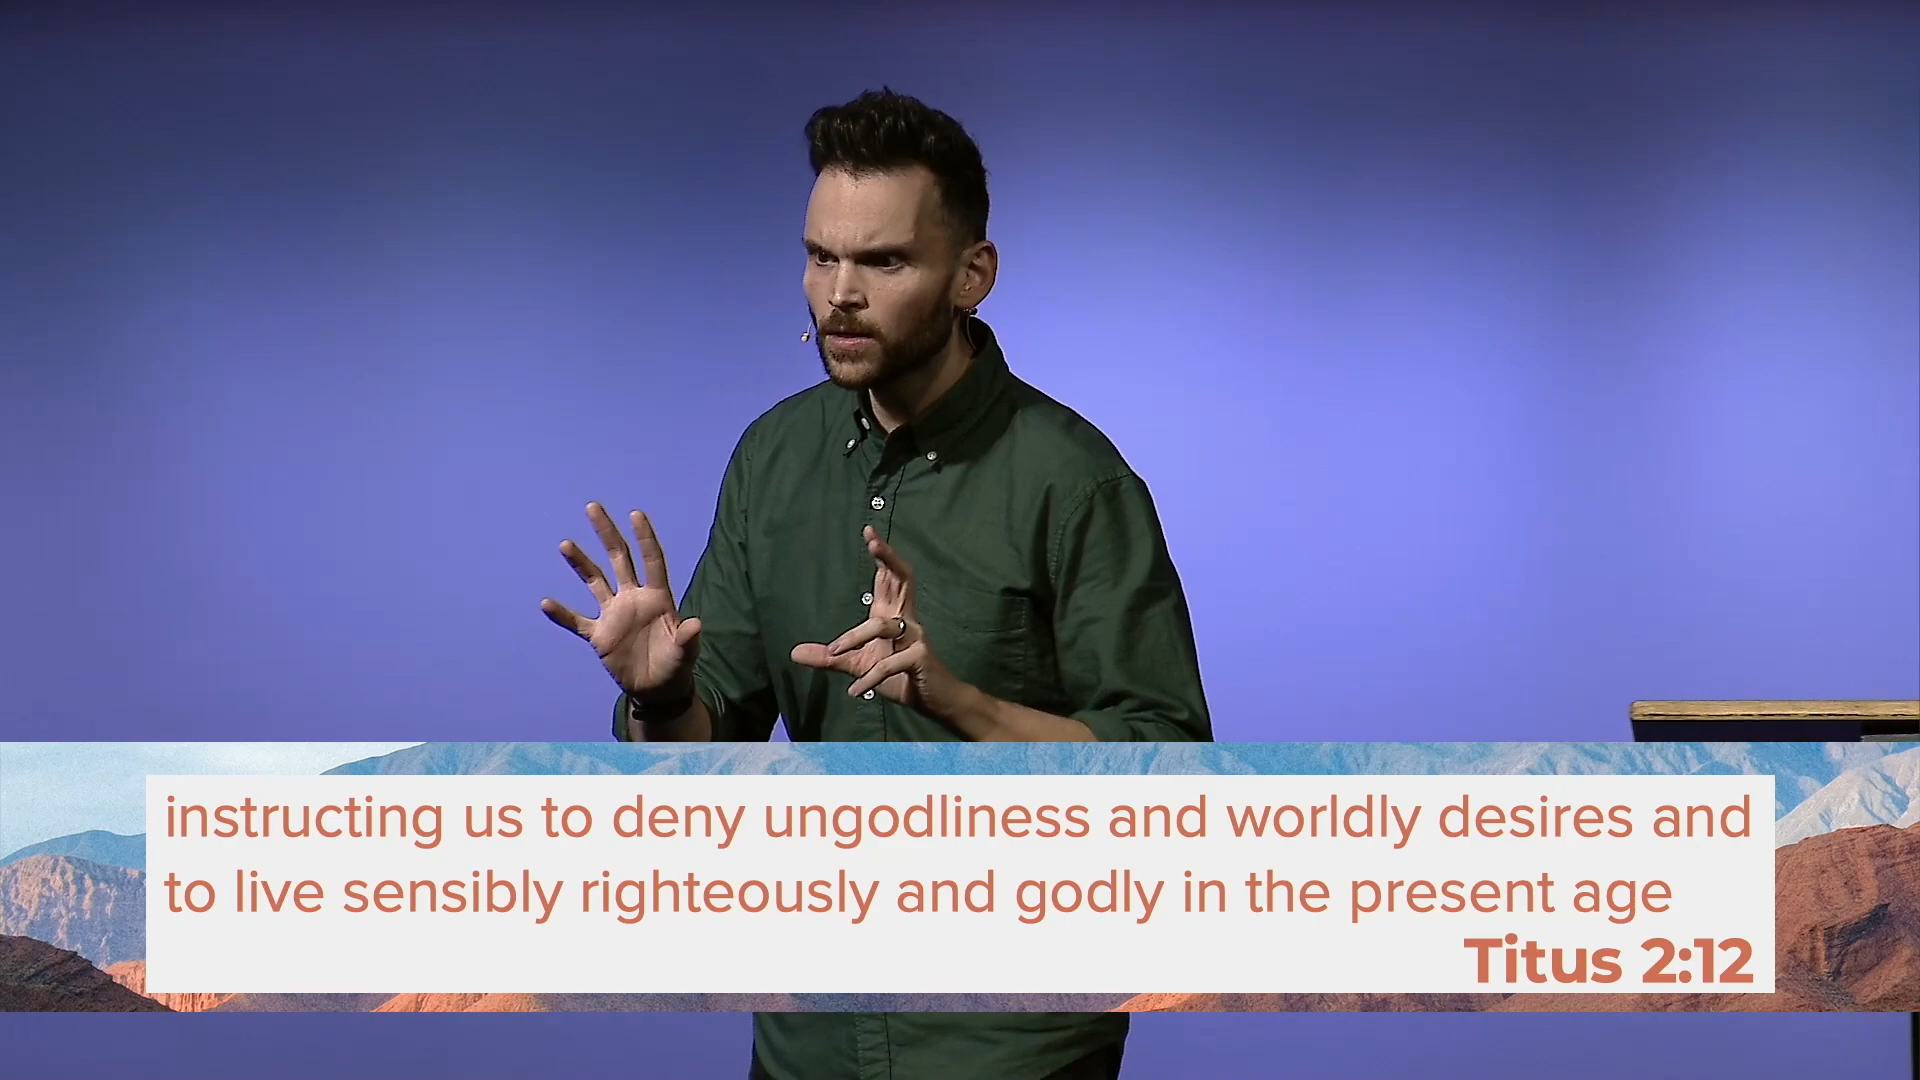 instructing us to deny ungodliness and worldly desires and
to live sensibly righteously and godly in the present age
Titus 2:12